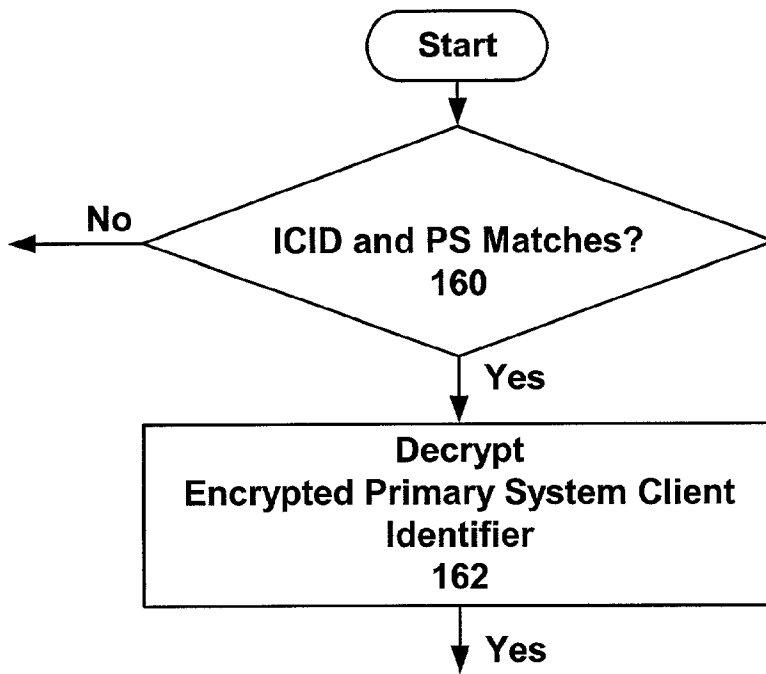 Start
No
ICID and PS Matches?
160
Yes
Decrypt
Encrypted Primary System Client
Identifier
162
Yes